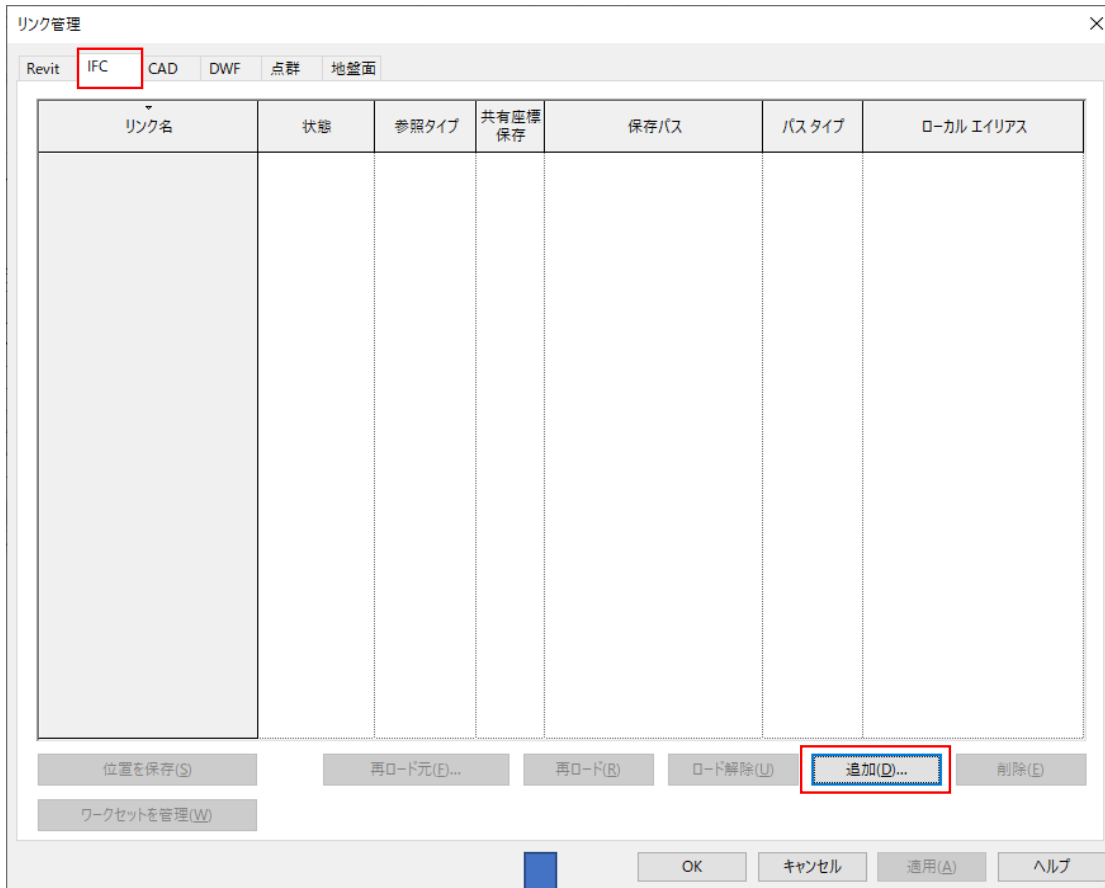 リンク管理
Revit IFC CAD DWF 点群 地盤面
リンク名 状態 参照タイプ 共有座標 保存パス パス タイプ ローカル エイリアス
保存
位置を保存(S) 再ロード元(F)... 再ロード(R) ロード解除(U) 追加(D)... 削除(E)
ワークセットを管理(W)
OK キャンセル 適用(A) ヘルプ